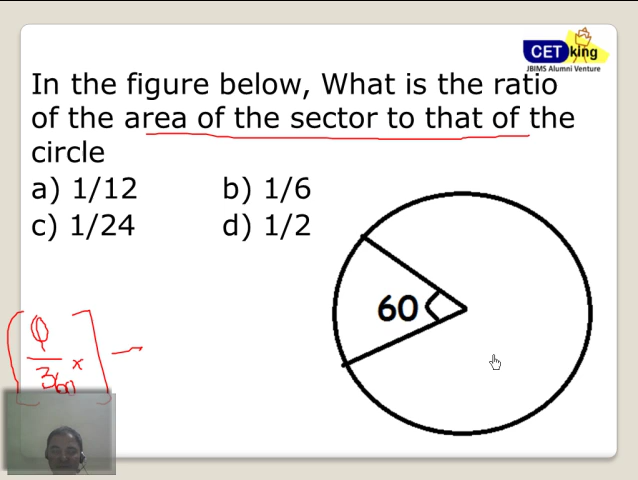 CET king
JBIMS Alumni Venture
In the figure below, What is the ratio
of the area of the sector to that of the
circle
a) 1/12 b) 1/6
c) 1/24 d) 1/2
60